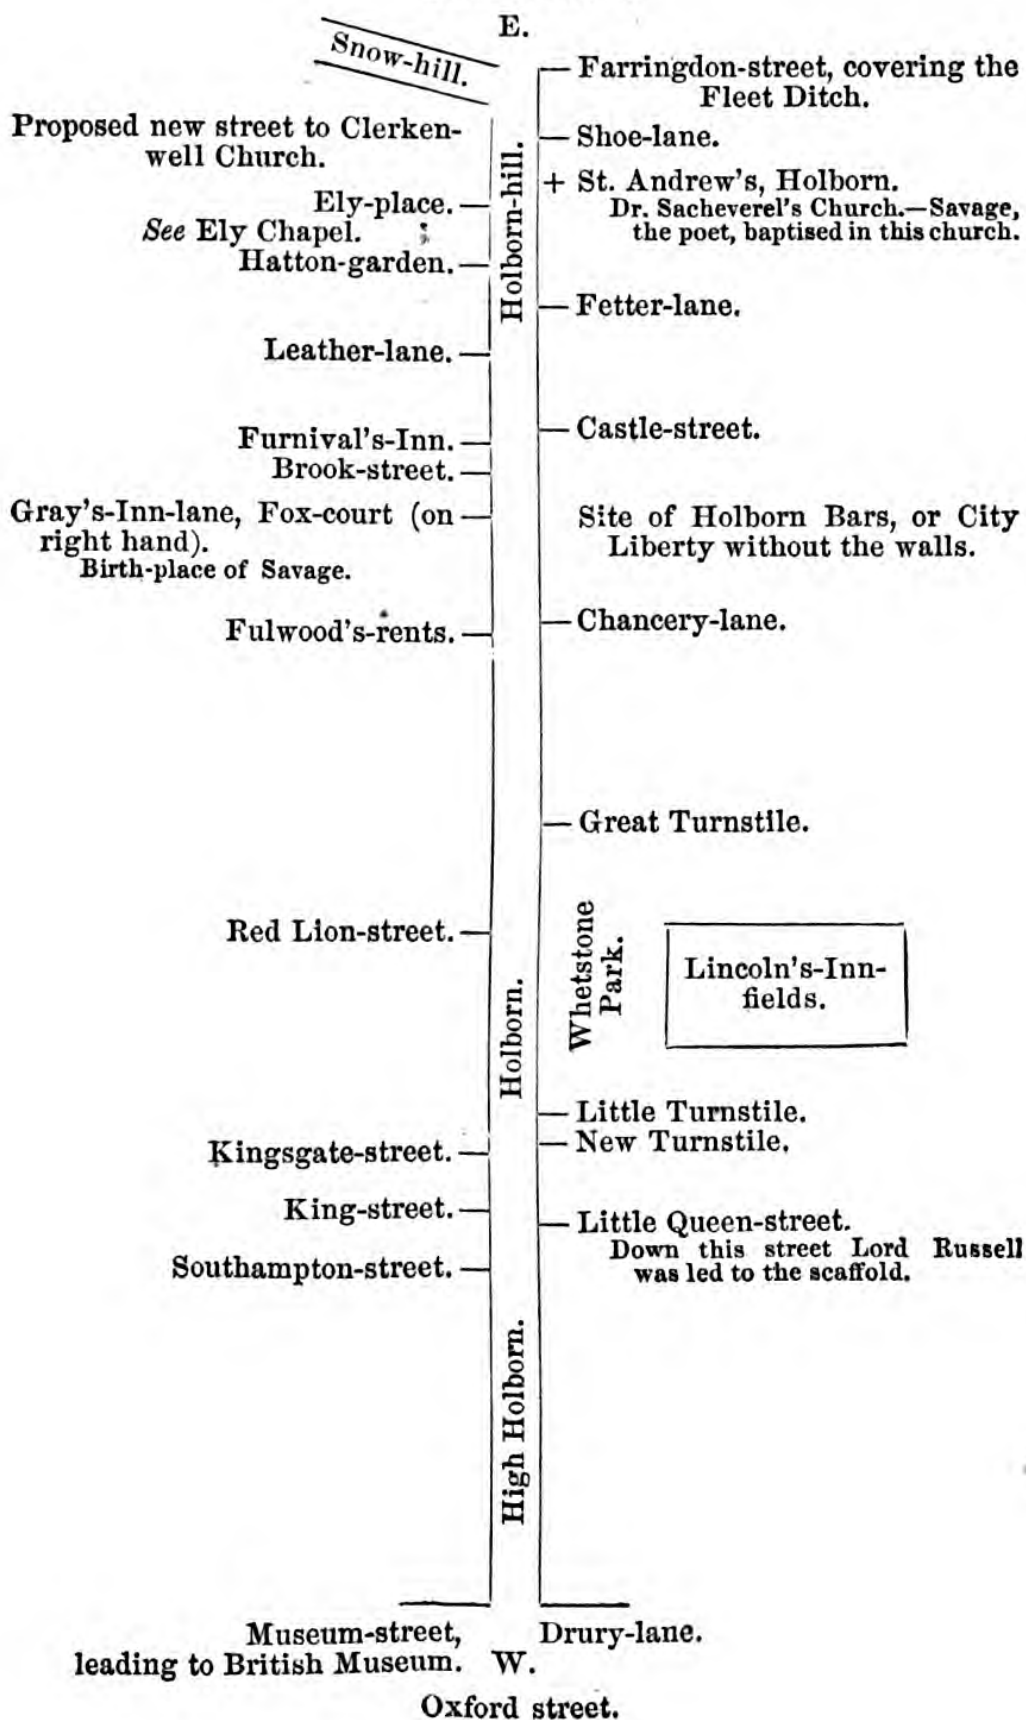 E.
Snow-hill.
Farringdon-street, covering the
Fleet Ditch.
Proposed new street to Clerken-
well Church.
Shoe-lane.
Holborn-hill.
+ St. Andrew's, Holborn.
Dr. Sacheverel's Church.—Savage,
the poet, baptised in this church.
Ely-place.
See Ely Chapel.
Hatton-garden.
Fetter-lane.
Leather-lane.
Castle-street.
Furnival's-Inn.
Brook-street.
Gray's-Inn-lane, Fox-court (on
right hand).
Birth-place of Savage.
Site of Holborn Bars, or City
Liberty without the walls.
Fulwood's-rents.
Chancery-lane.
Great Turnstile.
Red Lion-street.
Whetstone
Park.
Lincoln's-Inn-
fields.
Holborn.
Little Turnstile.
New Turnstile.
Kingsgate-street.
King-street.
Little Queen-street.
Down this street Lord Russell
was led to the scaffold.
Southampton-street.
High Holborn.
Museum-street,
leading to British Museum.
Drury-lane.
W.
Oxford street.